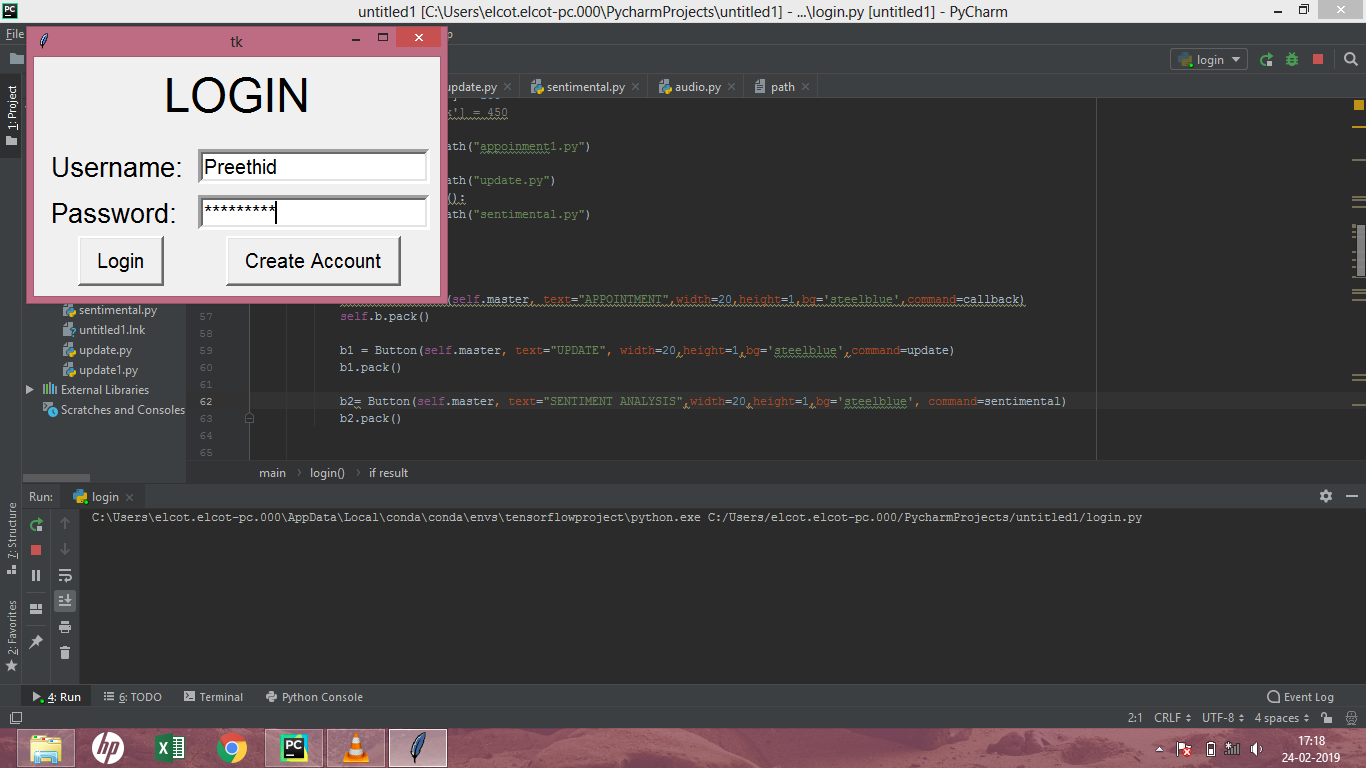 untitled1 [C:\Users\elcot.elcot-pc.000\PycharmProjects\untitled1] - ...\login.py [untitled1] - PyCharm
File
tk
LOGIN
Username: Preethid
Password: *********
Login Create Account
login
1: Project
update.py sentimental.py audio.py path
'] = 450
ath("appoinment1.py")
ath("update.py")
():
ath("sentimental.py")
(self.master, text="APPOINTMENT",width=20,height=1,bg='steelblue',command=callback)
57 self.b.pack()
58
59 b1 = Button(self.master, text="UPDATE", width=20,height=1,bg='steelblue',command=update)
60 b1.pack()
61
62 b2= Button(self.master, text="SENTIMENT ANALYSIS",width=20,height=1,bg='steelblue', command=sentimental)
63 b2.pack()
64
65
sentimental.py
untitled1.lnk
update.py
update1.py
External Libraries
Scratches and Consoles
main login() if result
Run: login
C:\Users\elcot.elcot-pc.000\AppData\Local\conda\conda\envs\tensorflowproject\python.exe C:/Users/elcot.elcot-pc.000/PycharmProjects/untitled1/login.py
7: Structure
2: Favorites
4: Run 6: TODO Terminal Python Console Event Log
2:1 CRLF UTF-8 4 spaces
hp PC
17:18
24-02-2019